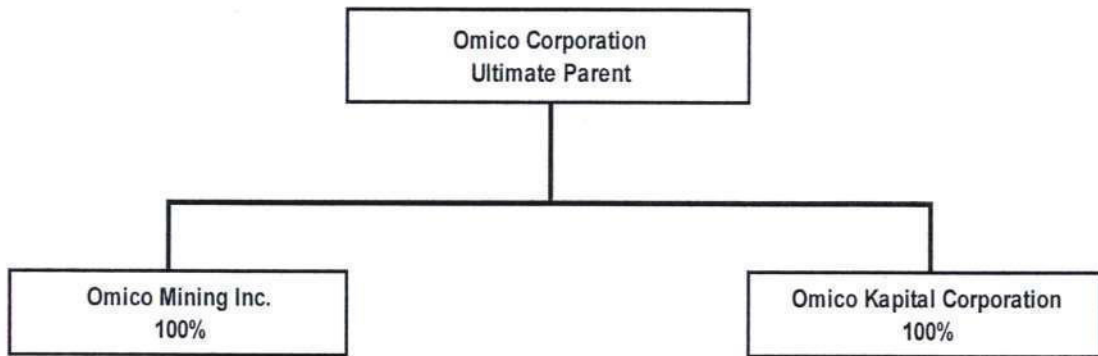 Omico Corporation
Ultimate Parent
Omico Mining Inc.
100%
Omico Kapital Corporation
100%